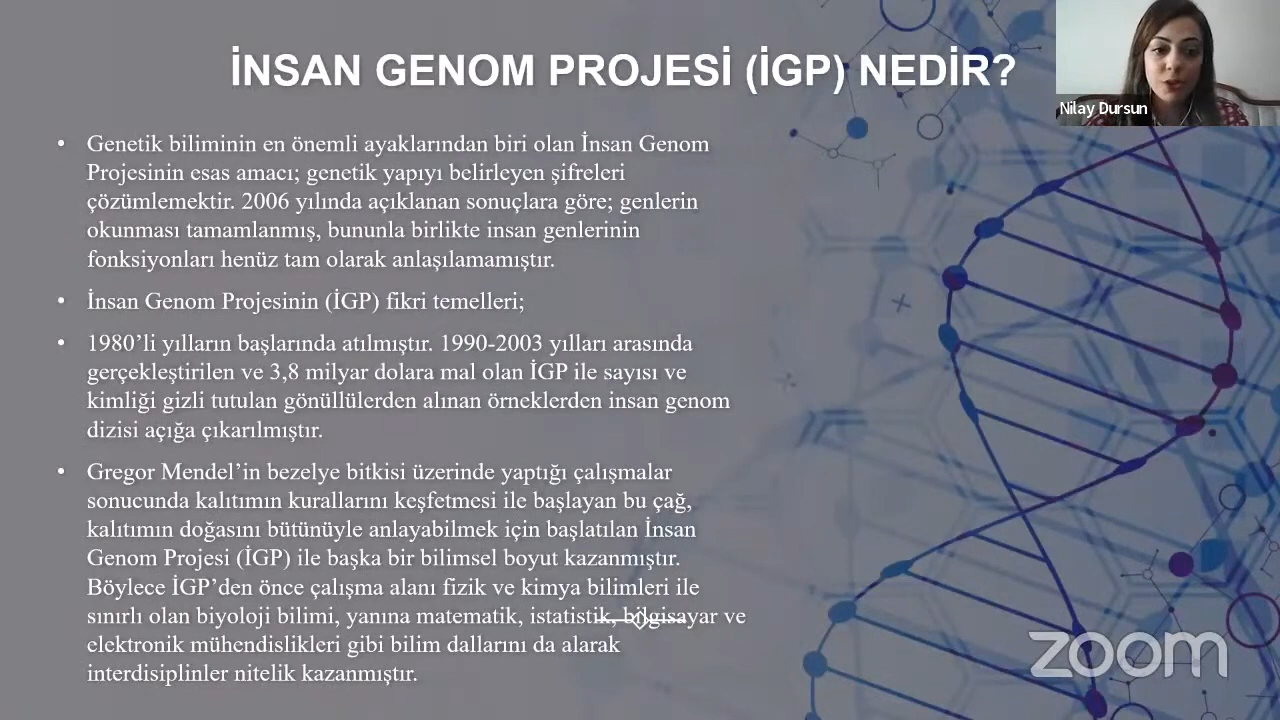 İNSAN GENOM PROJESİ (İGP) NEDİR?
Nilay Dursun
• Genetik biliminin en önemli ayaklarından biri olan İnsan Genom
Projesinin esas amacı; genetik yapıyı belirleyen şifreleri
çözümlemektir. 2006 yılında açıklanan sonuçlara göre; genlerin
okunması tamamlanmış, bununla birlikte insan genlerinin
fonksiyonları henüz tam olarak anlaşılamamıştır.
• İnsan Genom Projesinin (İGP) fikri temelleri;
• 1980’li yılların başlarında atılmıştır. 1990-2003 yılları arasında
gerçekleştirilen ve 3,8 milyar dolara mal olan İGP ile sayısı ve
kimliği gizli tutulan gönüllülerden alınan örneklerden insan genom
dizisi açığa çıkarılmıştır.
• Gregor Mendel’in bezelye bitkisi üzerinde yaptığı çalışmalar
sonucunda kalıtımın kurallarını keşfetmesi ile başlayan bu çağ,
kalıtımın doğasını bütünüyle anlayabilmek için başlatılan İnsan
Genom Projesi (İGP) ile başka bir bilimsel boyut kazanmıştır.
Böylece İGP’den önce çalışma alanı fizik ve kimya bilimleri ile
sınırlı olan biyoloji bilimi, yanına matematik, istatistik, bilgisayar ve
elektronik mühendislikleri gibi bilim dallarını da alarak
interdisiplinler nitelik kazanmıştır.
zoom